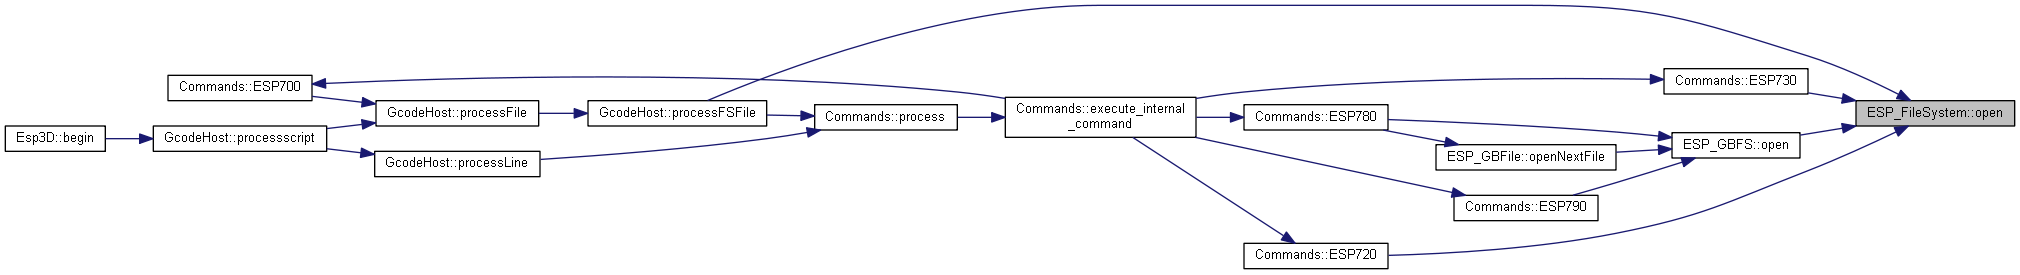 Esp3D::begin
GcodeHost::processscript
Commands::ESP700
GcodeHost::processFile
GcodeHost::processLine
GcodeHost::processFSFile
Commands::process
Commands::execute_internal
_command
Commands::ESP730
Commands::ESP780
ESP_GBFile::openNextFile
Commands::ESP790
Commands::ESP720
ESP_GBFS::open
ESP_FileSystem::open